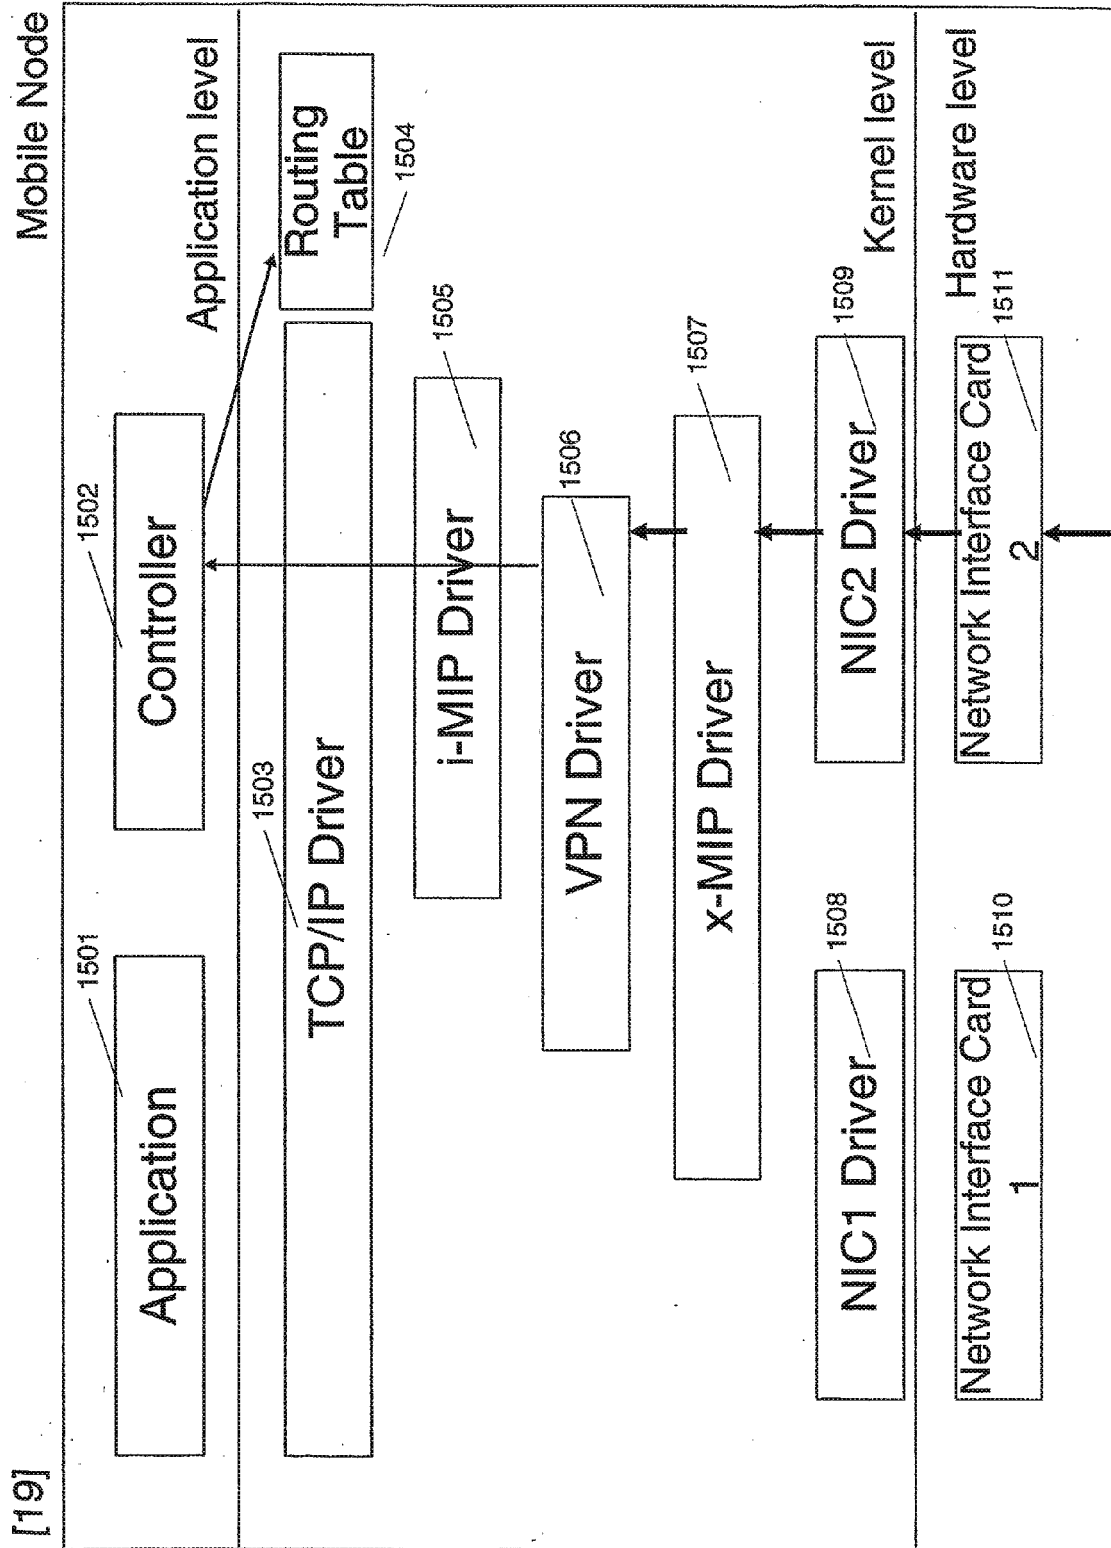 [19]
Mobile Node
Application level
1501
1502
Application
Controller
1503
TCP/IP Driver
Routing
Table
1504
i-MIP Driver
1505
VPN Driver
1506
x-MIP Driver
1507
NIC1 Driver
1508
NIC2 Driver
1509
Kernel level
Hardware level
Network Interface Card
1
1510
Network Interface Card
2
1511